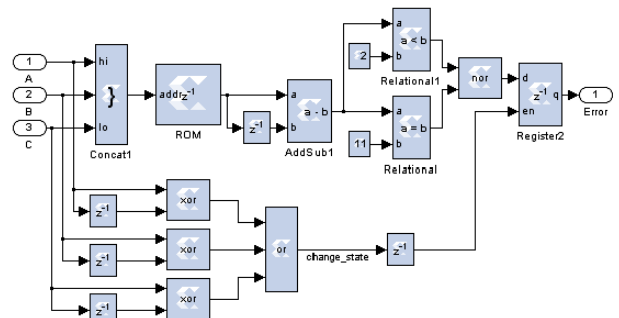 1
A
2
B
3
C
hi
}
lo
Concat1
addr z⁻¹
ROM
z⁻¹
a
b
a - b
AddSub1
2
a
b
a < b
Relational1
11
a
b
a = b
Relational
nor
d
en
z⁻¹ q
Register2
1
Error
z⁻¹
xor
z⁻¹
xor
z⁻¹
xor
or
change_state
z⁻¹